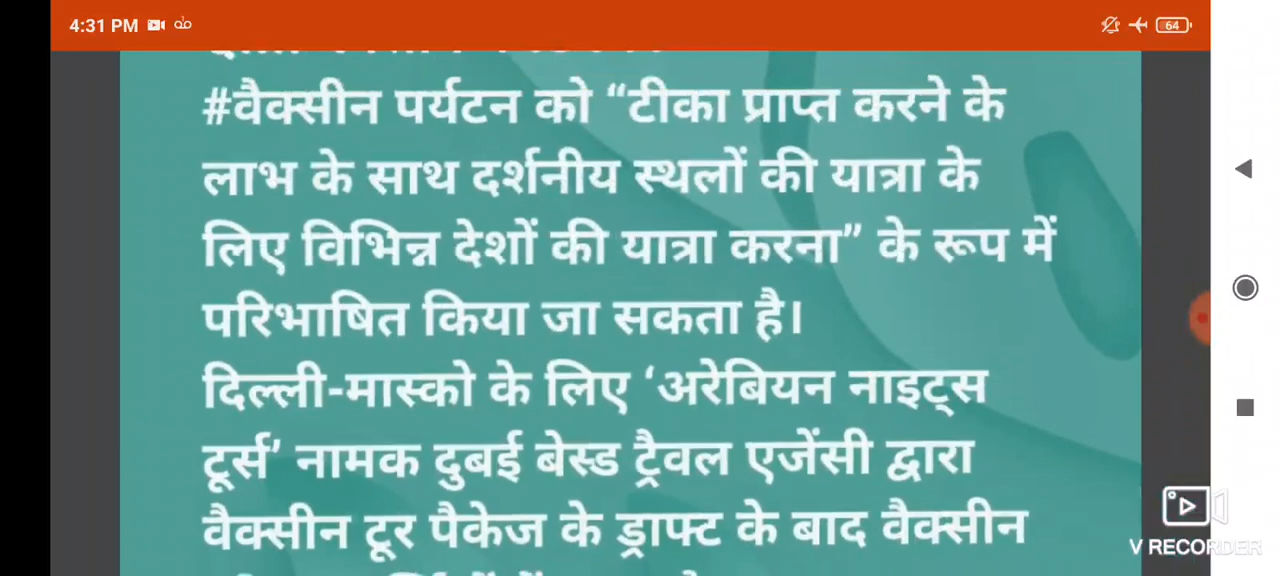 4:31 PM
64
#वैक्सीन पर्यटन को “टीका प्राप्त करने के
लाभ के साथ दर्शनीय स्थलों की यात्रा के
लिए विभिन्न देशों की यात्रा करना” के रूप में
परिभाषित किया जा सकता है।
दिल्ली-मास्को के लिए ‘अरेबियन नाइट्स
टूर्स’ नामक दुबई बेस्ड ट्रैवल एजेंसी द्वारा
वैक्सीन टूर पैकेज के ड्राफ्ट के बाद वैक्सीन
V RECORDER